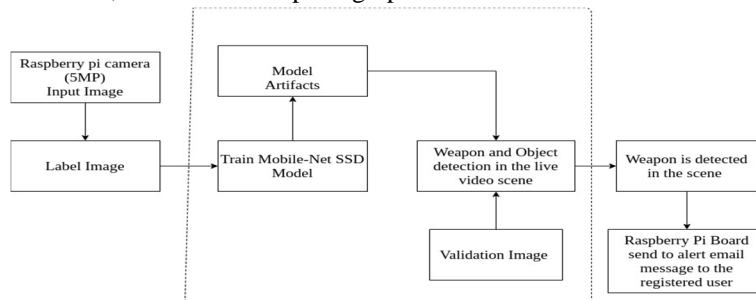 Raspberry pi camera
(5MP)
Input Image
Label Image
Model
Artifacts
Train Mobile-Net SSD
Model
Weapon and Object
detection in the live
video scene
Validation Image
Weapon is detected
in the scene
Raspberry Pi Board
send to alert email
message to the
registered user